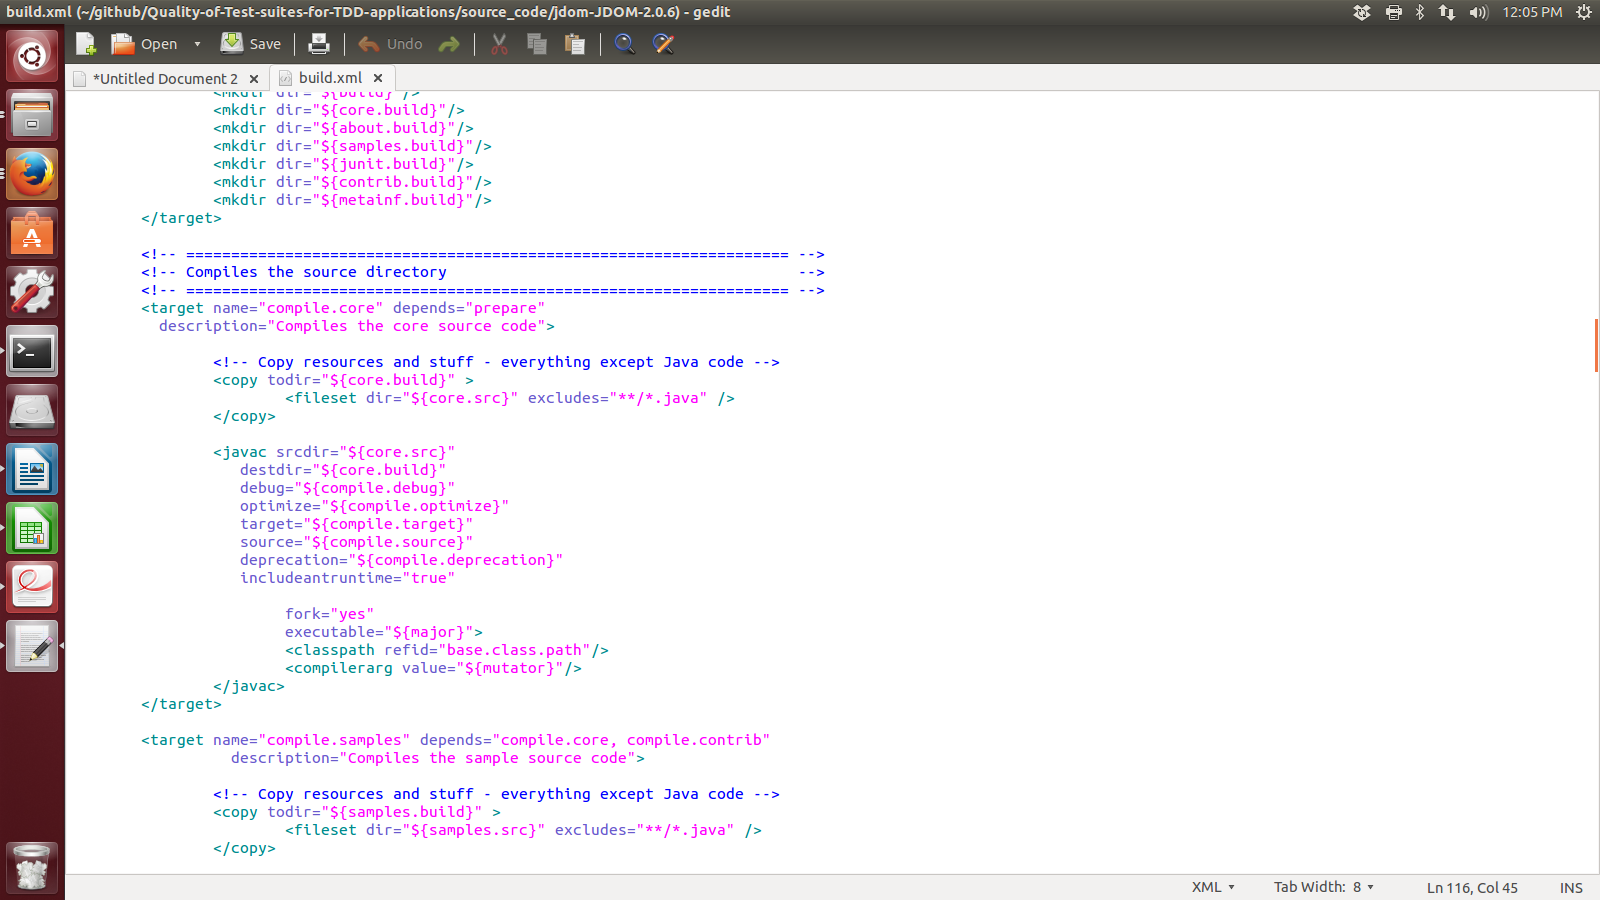 build.xml (~/github/Quality-of-Test-suites-for-TDD-applications/source_code/jdom-JDOM-2.0.6) - gedit
12:05 PM
Open
Save
Undo
*Untitled Document 2
build.xml
<mkdir dir="${build}"/>
<mkdir dir="${core.build}"/>
<mkdir dir="${about.build}"/>
<mkdir dir="${samples.build}"/>
<mkdir dir="${junit.build}"/>
<mkdir dir="${contrib.build}"/>
<mkdir dir="${metainf.build}"/>
</target>
<!-- =================================================================== -->
<!-- Compiles the source directory                                       -->
<!-- =================================================================== -->
<target name="compile.core" depends="prepare"
description="Compiles the core source code">
<!-- Copy resources and stuff - everything except Java code -->
<copy todir="${core.build}" >
<fileset dir="${core.src}" excludes="**/*.java" />
</copy>
<javac srcdir="${core.src}"
destdir="${core.build}"
debug="${compile.debug}"
optimize="${compile.optimize}"
target="${compile.target}"
source="${compile.source}"
deprecation="${compile.deprecation}"
includeantruntime="true"
fork="yes"
executable="${major}">
<classpath refid="base.class.path"/>
<compilerarg value="${mutator}"/>
</javac>
</target>
<target name="compile.samples" depends="compile.core, compile.contrib"
description="Compiles the sample source code">
<!-- Copy resources and stuff - everything except Java code -->
<copy todir="${samples.build}" >
<fileset dir="${samples.src}" excludes="**/*.java" />
</copy>
XML
Tab Width: 8
Ln 116, Col 45
INS